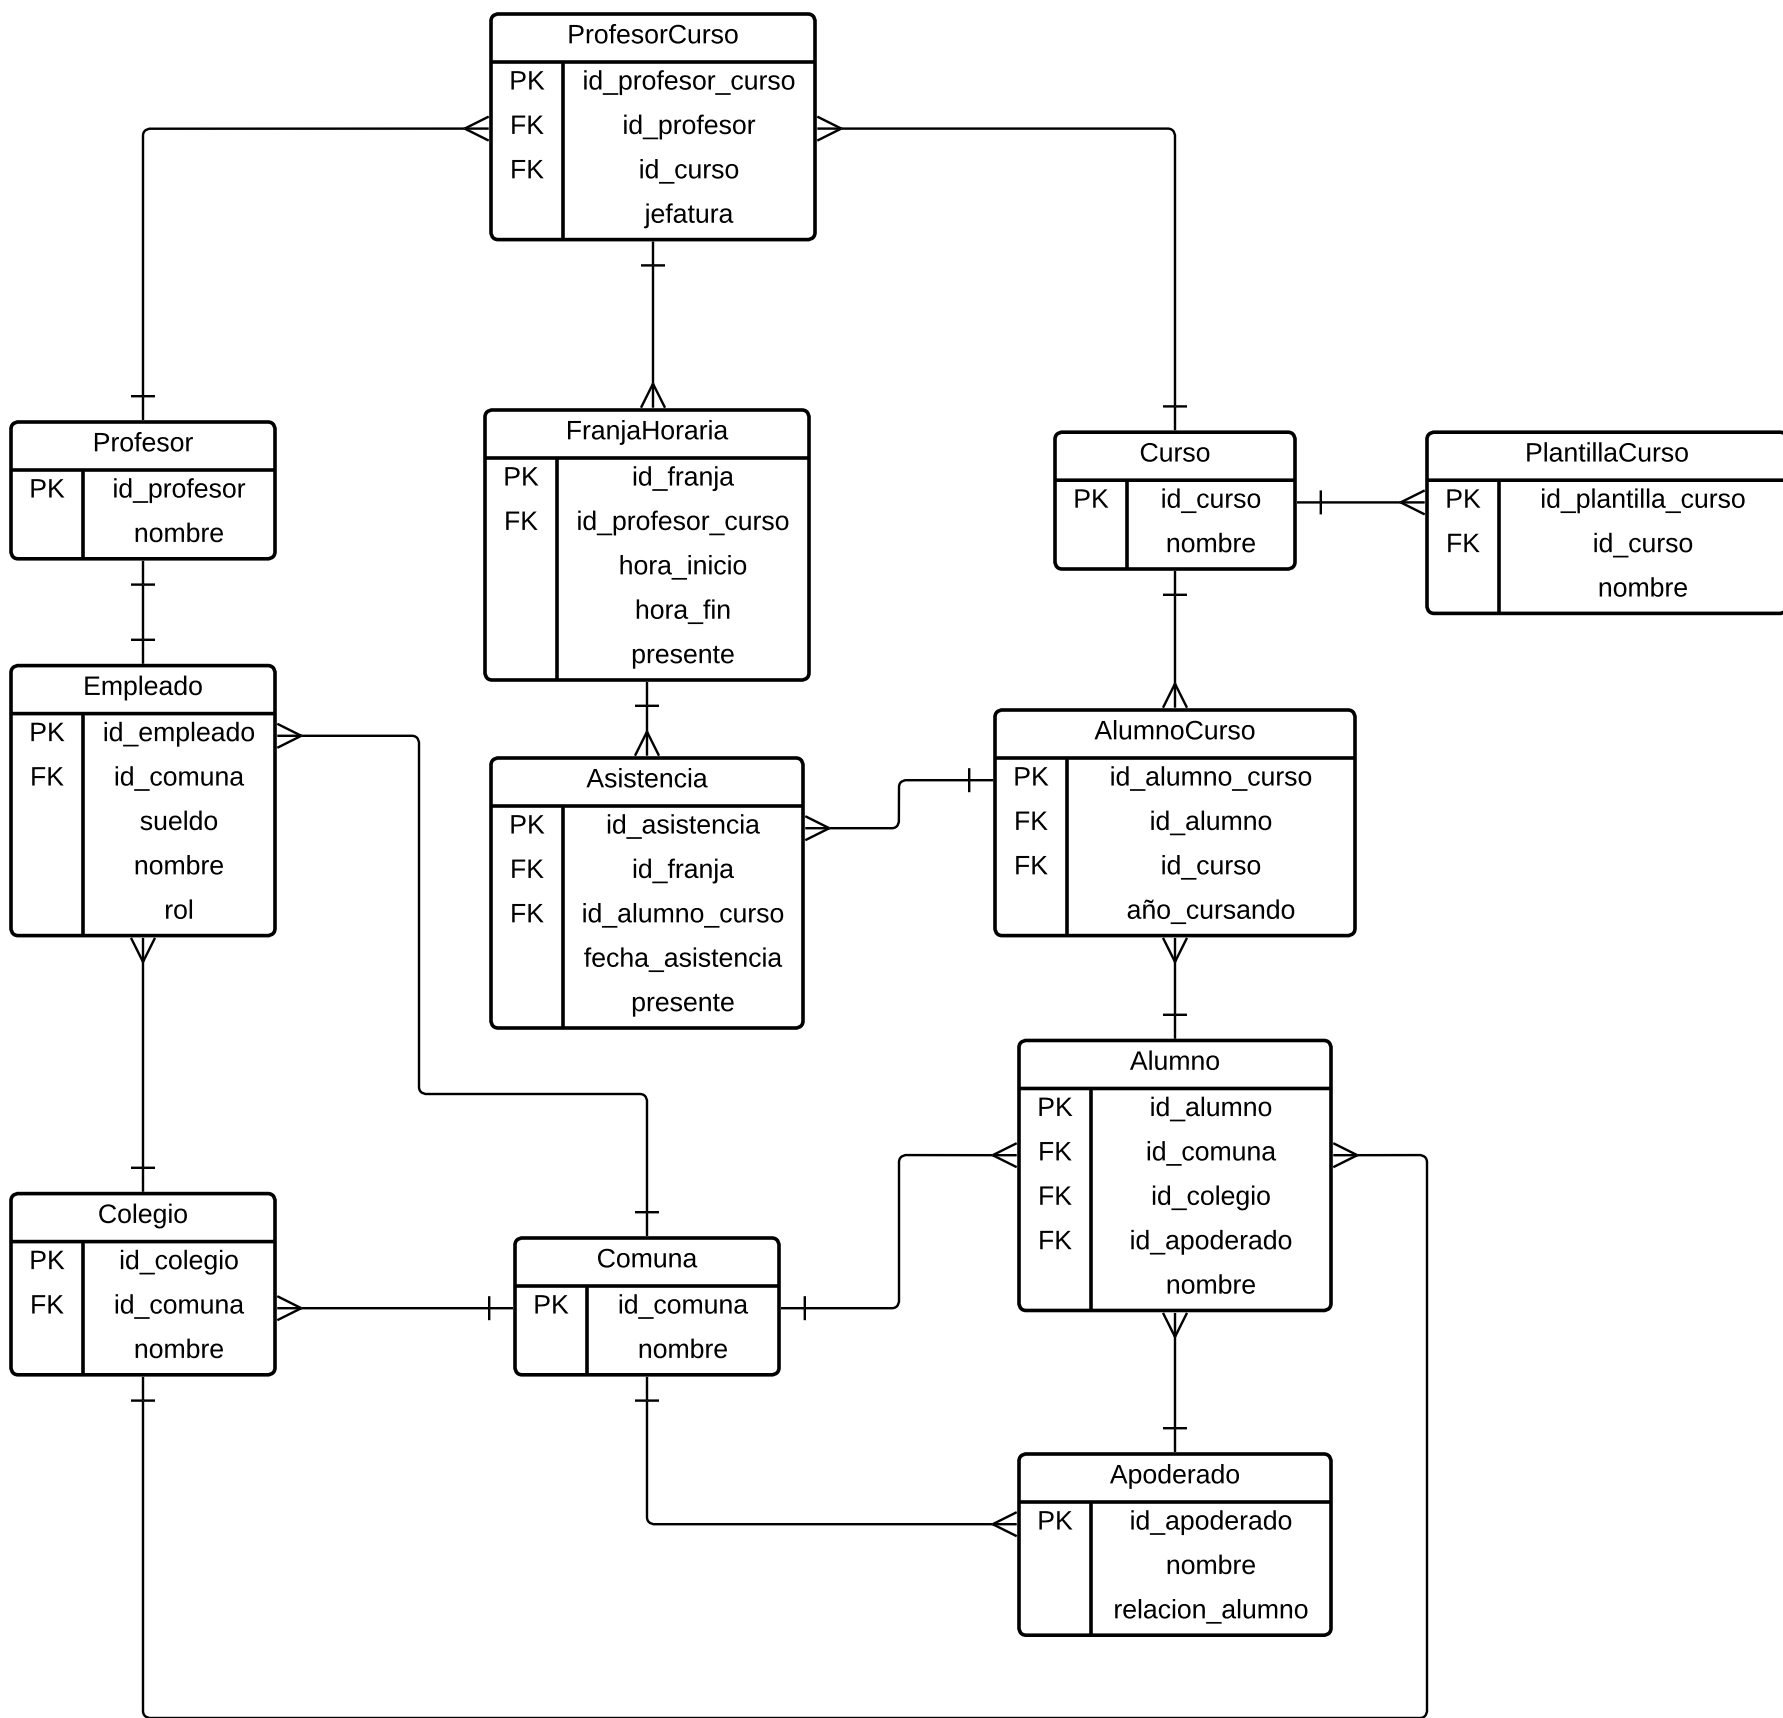 ProfesorCurso
PK id_profesor_curso
FK id_profesor
FK id_curso
jefatura
Profesor
PK id_profesor
nombre
FranjaHoraria
PK id_franja
FK id_profesor_curso
hora_inicio
hora_fin
presente
Curso
PK id_curso
nombre
PlantillaCurso
PK id_plantilla_curso
FK id_curso
nombre
Empleado
PK id_empleado
FK id_comuna
sueldo
nombre
rol
Asistencia
PK id_asistencia
FK id_franja
FK id_alumno_curso
fecha_asistencia
presente
AlumnoCurso
PK id_alumno_curso
FK id_alumno
FK id_curso
año_cursando
Alumno
PK id_alumno
FK id_comuna
FK id_colegio
FK id_apoderado
nombre
Colegio
PK id_colegio
FK id_comuna
nombre
Comuna
PK id_comuna
nombre
Apoderado
PK id_apoderado
nombre
relacion_alumno